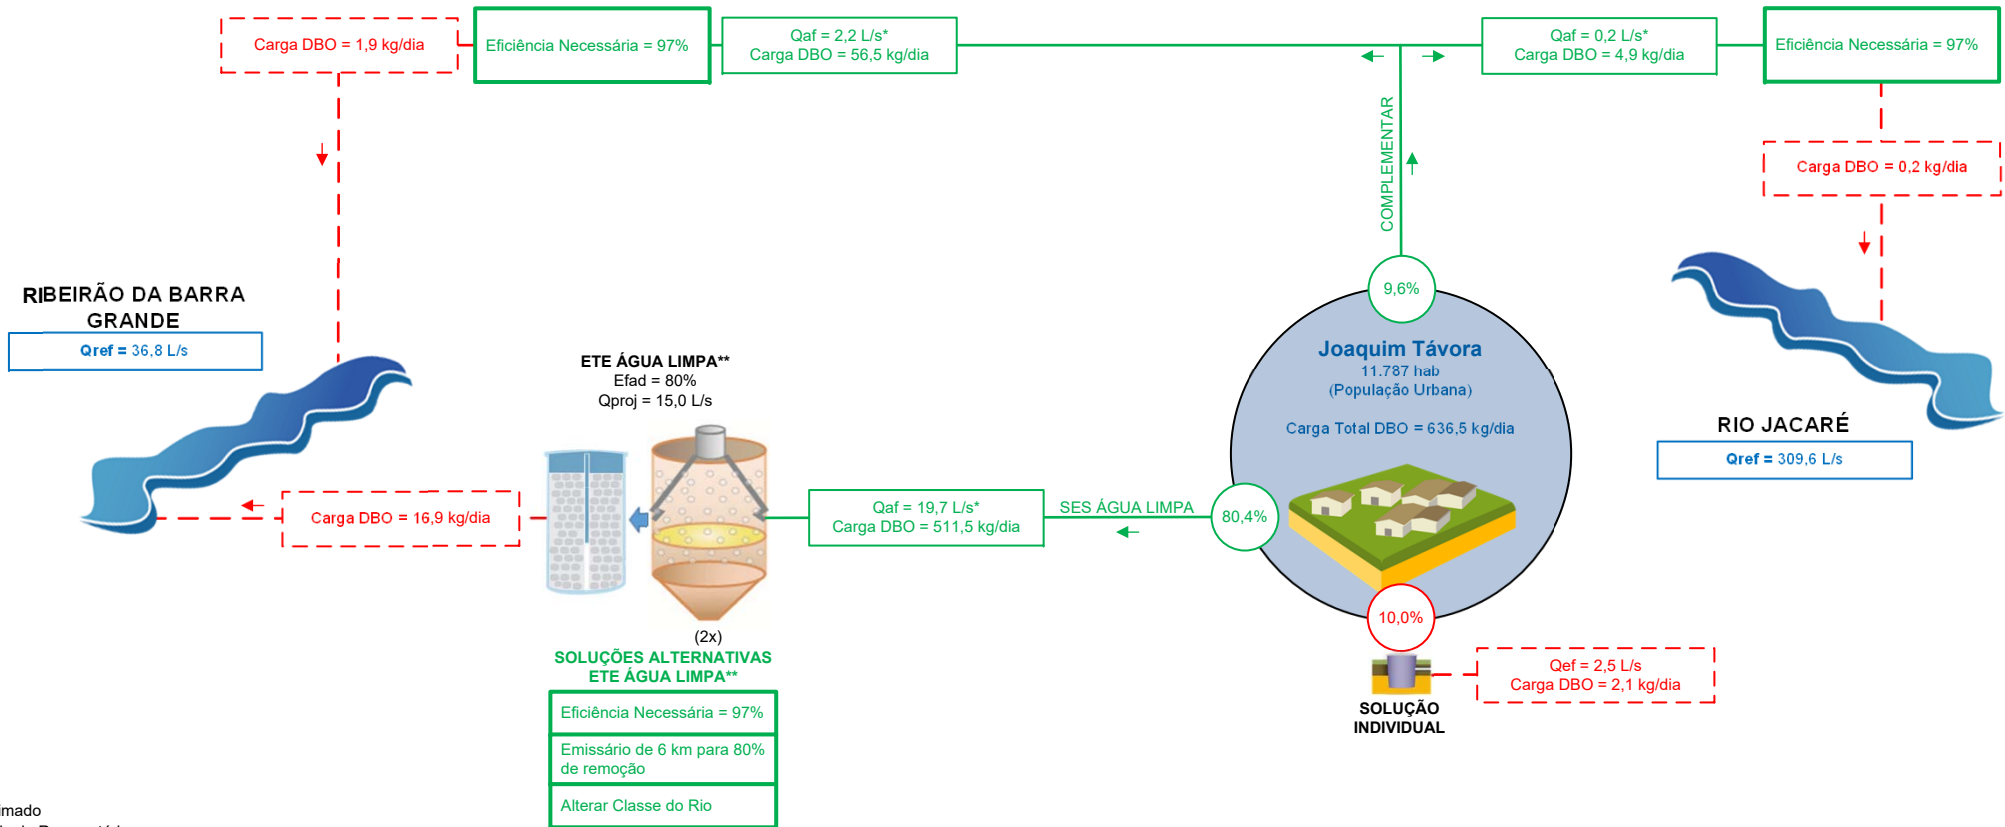 Carga DBO = 1,9 kg/dia
Eficiência Necessária = 97%
Qaf = 2,2 L/s*
Carga DBO = 56,5 kg/dia
Qaf = 0,2 L/s*
Carga DBO = 4,9 kg/dia
Eficiência Necessária = 97%
COMPLEMENTAR
Carga DBO = 0,2 kg/dia
RIBEIRÃO DA BARRA
GRANDE
Qref = 36,8 L/s
ETE ÁGUA LIMPA**
Efad = 80%
Qproj = 15,0 L/s
9,6%
Joaquim Távora
11.787 hab
(População Urbana)
Carga Total DBO = 636,5 kg/dia
RIO JACARÉ
Qref = 309,6 L/s
Carga DBO = 16,9 kg/dia
Qaf = 19,7 L/s*
Carga DBO = 511,5 kg/dia
SES ÁGUA LIMPA
80,4%
10,0%
(2x)
SOLUÇÕES ALTERNATIVAS
ETE ÁGUA LIMPA**
Eficiência Necessária = 97%
Emissário de 6 km para 80%
de remoção
Alterar Classe do Rio
Qef = 2,5 L/s
Carga DBO = 2,1 kg/dia
SOLUÇÃO
INDIVIDUAL
imado